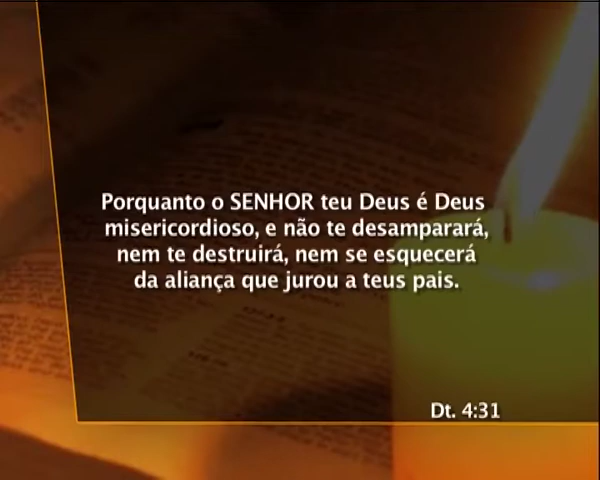 Porquanto o SENHOR teu Deus é Deus
misericordioso, e não te desamparará,
nem te destruirá, nem se esquecerá
da aliança que jurou a teus pais.
Dt. 4:31